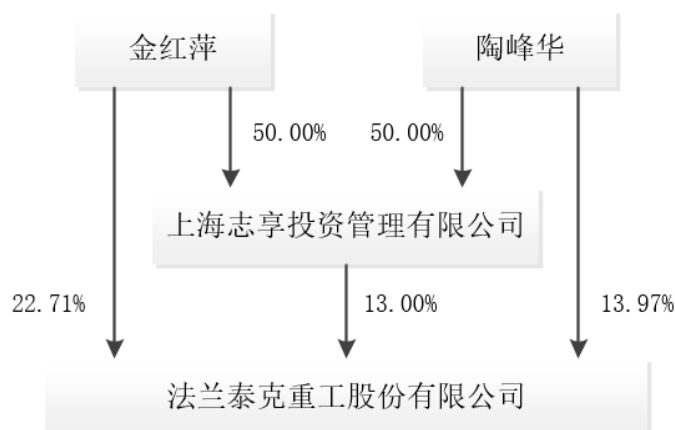 金红萍
陶峰华
50.00%
50.00%
上海志享投资管理有限公司
22.71%
13.00%
13.97%
法兰泰克重工股份有限公司